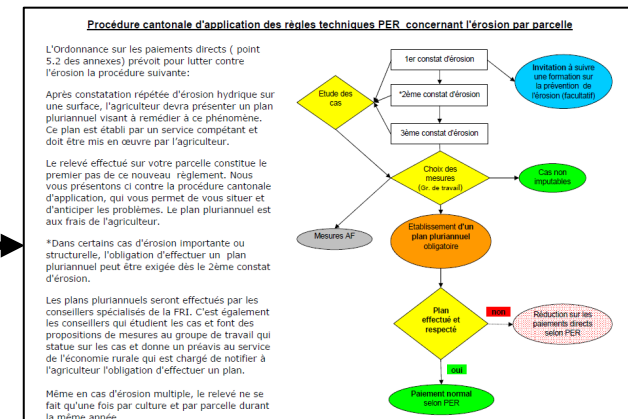 Procédure cantonale d'application des règles techniques PER concernant l'érosion par parcelle
L'Ordonnance sur les paiements directs ( point
5.2 des annexes) prévoit pour lutter contre
l'érosion la procédure suivante:
Après constatation répétée d'érosion hydrique sur
une surface, l'agriculteur devra présenter un plan
pluriannuel visant à remédier à ce phénomène.
Ce plan est établi par un service compétant et
doit être mis en œuvre par l'agriculteur.
Le relevé effectué sur votre parcelle constitue le
premier pas de ce nouveau règlement. Nous
vous présentons ci contre la procédure cantonale
d'application, qui vous permet de vous situer et
d'anticiper les problèmes. Le plan pluriannuel est
aux frais de l'agriculteur.
*Dans certains cas d'érosion importante ou
structurelle, l'obligation d'effectuer un plan
pluriannuel peut être exigée dès le 2ème constat
d'érosion.
Les plans pluriannuels seront effectués par les
conseillers spécialisés de la FRI. C'est également
les conseillers qui étudient les cas et font des
propositions de mesures au groupe de travail qui
statue sur les cas et donne un préavis au service
de l'économie rurale qui est chargé de notifier à
l'agriculteur l'obligation d'effectuer un plan.
Même en cas d'érosion multiple, le relevé ne se
fait qu'une fois par culture et par parcelle durant
la même année
1er constat d'érosion
Invitation à suivre
une formation sur
la prévention de
l'érosion (facultatif)
Etude des
cas
*2ème constat d'érosion
3ème constat d'érosion
Choix des
mesures
(Gr. de travail)
Cas non
imputables
Mesures AF
Etablissement d'un
plan pluriannuel
obligatoire
Plan
effectué et
respecté
non
Réduction sur les
paiements directs
selon PER
oui
Paiement normal
selon PER